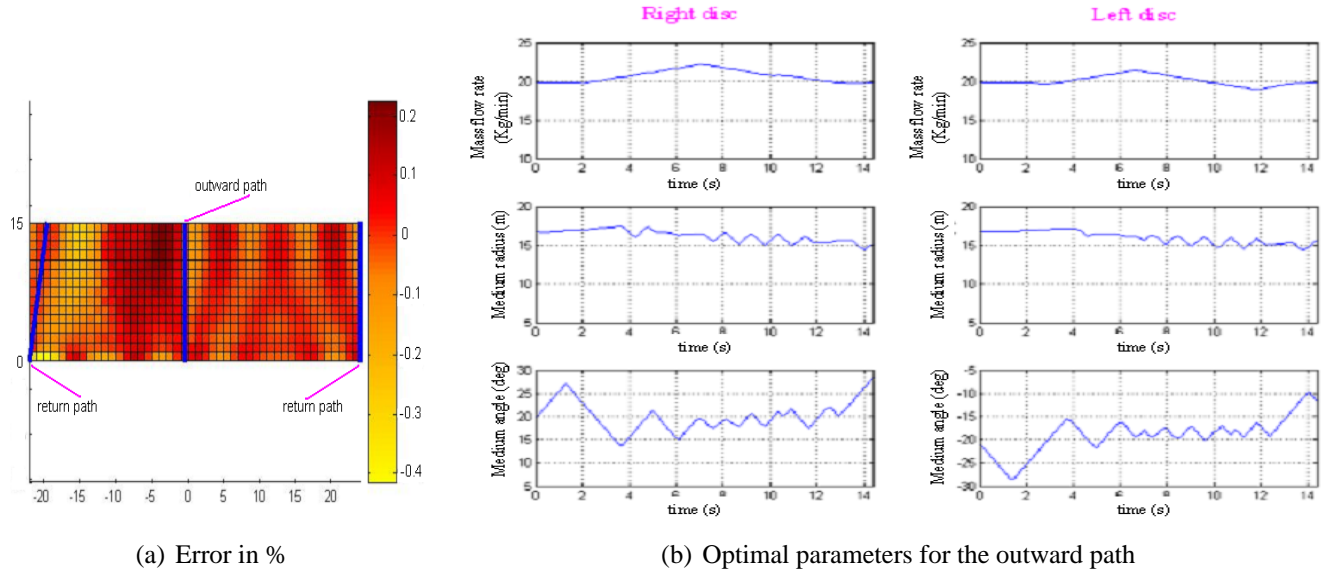 Right disc
Left disc
25
20
15
10
0 2 4 6 8 10 12 14
time (s)
Mass flow rate
(Kg/min)
25
20
15
10
0 2 4 6 8 10 12 14
time (s)
Mass flow rate
(Kg/min)
20
15
10
5
0 2 4 6 8 10 12 14
time (s)
Medium radius (m)
20
15
10
5
0 2 4 6 8 10 12 14
time (s)
Medium radius (m)
30
25
20
15
10
5
0 2 4 6 8 10 12 14
time (s)
Medium angle (deg)
-5
-10
-15
-20
-25
-30
0 2 4 6 8 10 12 14
time (s)
Medium angle (deg)
outward path
15
0
return path
return path
-20 -15 -10 -5 0 5 10 15 20
0.2
0.1
0
-0.1
-0.2
-0.3
-0.4
(a) Error in %
(b) Optimal parameters for the outward path